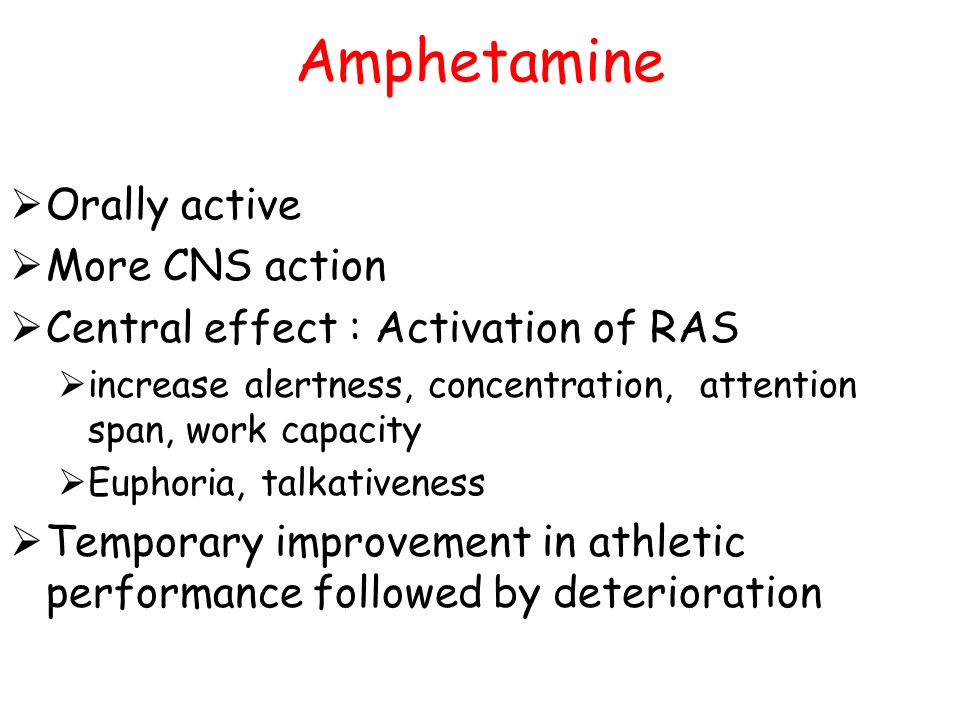 Amphetamine
➢Orally active
➢More CNS action
➢Central effect : Activation of RAS
➢increase alertness, concentration, attention
span, work capacity
➢Euphoria, talkativeness
➢Temporary improvement in athletic
performance followed by deterioration